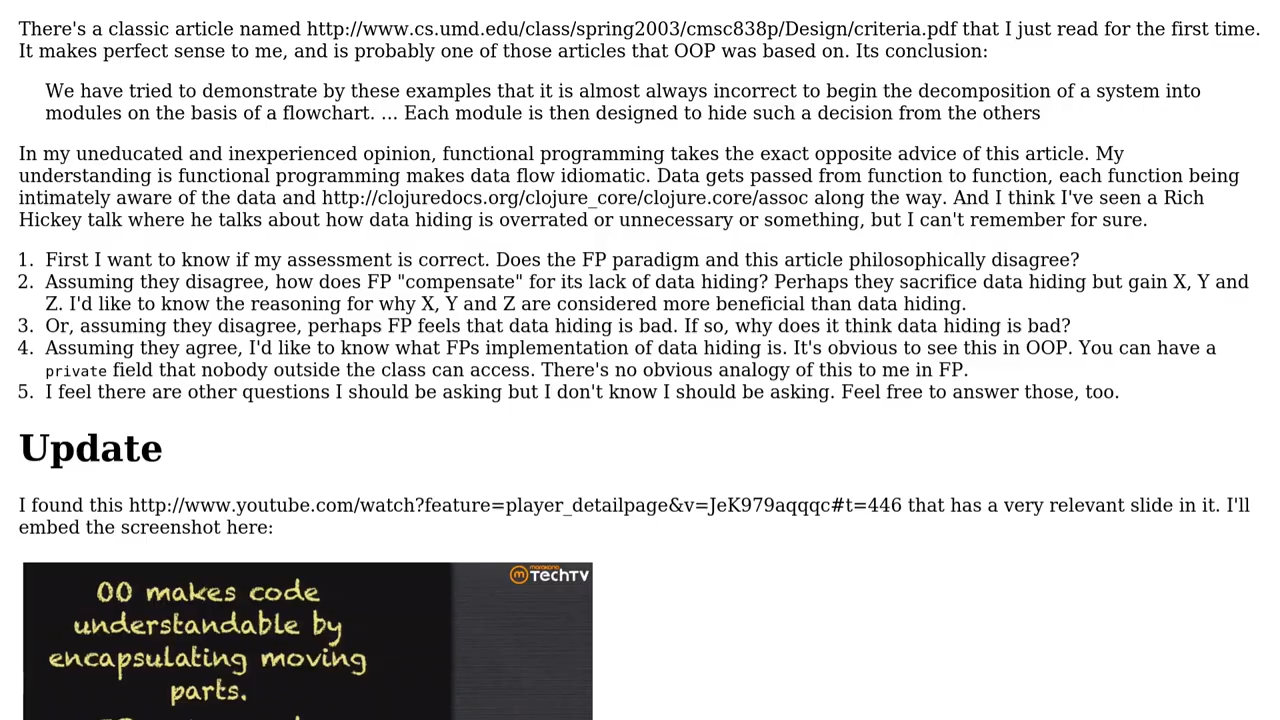 There's a classic article named http://www.cs.umd.edu/class/spring2003/cmsc838p/Design/criteria.pdf that I just read for the first time.
It makes perfect sense to me, and is probably one of those articles that OOP was based on. Its conclusion:
We have tried to demonstrate by these examples that it is almost always incorrect to begin the decomposition of a system into
modules on the basis of a flowchart. ... Each module is then designed to hide such a decision from the others
In my uneducated and inexperienced opinion, functional programming takes the exact opposite advice of this article. My
understanding is functional programming makes data flow idiomatic. Data gets passed from function to function, each function being
intimately aware of the data and http://clojuredocs.org/clojure_core/clojure.core/assoc along the way. And I think I've seen a Rich
Hickey talk where he talks about how data hiding is overrated or unnecessary or something, but I can't remember for sure.
1. First I want to know if my assessment is correct. Does the FP paradigm and this article philosophically disagree?
2. Assuming they disagree, how does FP "compensate" for its lack of data hiding? Perhaps they sacrifice data hiding but gain X, Y and
Z. I'd like to know the reasoning for why X, Y and Z are considered more beneficial than data hiding.
3. Or, assuming they disagree, perhaps FP feels that data hiding is bad. If so, why does it think data hiding is bad?
4. Assuming they agree, I'd like to know what FPs implementation of data hiding is. It's obvious to see this in OOP. You can have a
private field that nobody outside the class can access. There's no obvious analogy of this to me in FP.
5. I feel there are other questions I should be asking but I don't know I should be asking. Feel free to answer those, too.
Update
I found this http://www.youtube.com/watch?feature=player_detailpage&v=JeK979aqqqc#t=446 that has a very relevant slide in it. I'll
embed the screenshot here:
marakana
TechTV
OO makes code
understandable by
encapsulating moving
parts.